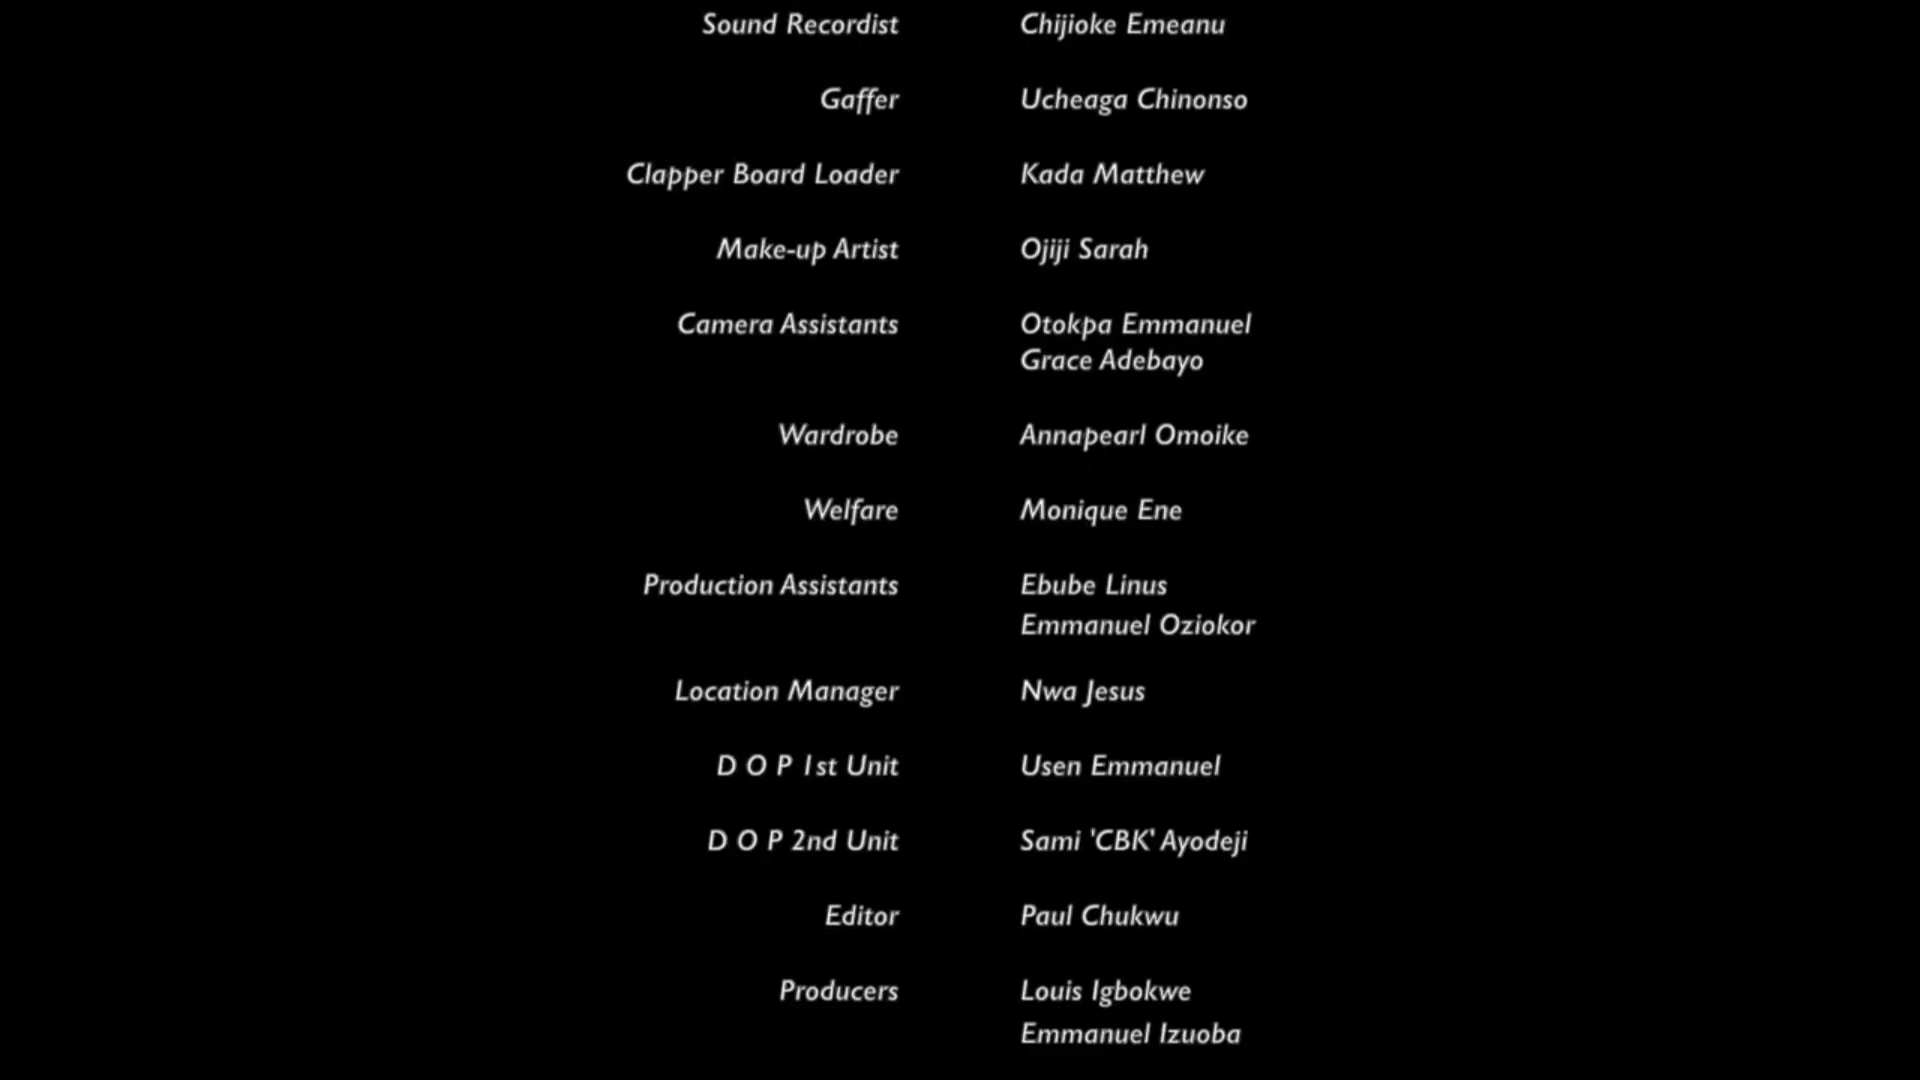 Sound Recordist Chijioke Emeanu
Gaffer Ucheaga Chinonso
Clapper Board Loader Kada Matthew
Make-up Artist Ojiji Sarah
Camera Assistants Otokpa Emmanuel
Grace Adebayo
Wardrobe Annapearl Omoike
Welfare Monique Ene
Production Assistants Ebube Linus
Emmanuel Oziokor
Location Manager Nwa Jesus
D O P 1st Unit Usen Emmanuel
D O P 2nd Unit Sami 'CBK' Ayodeji
Editor Paul Chukwu
Producers Louis Igbokwe
Emmanuel Izuoba